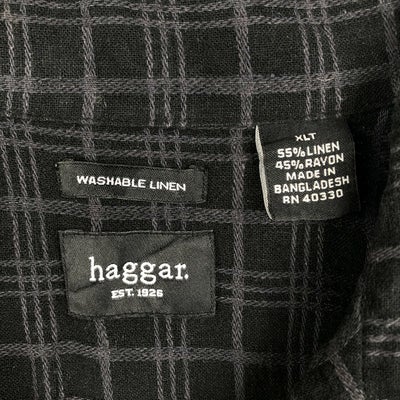 XLT
55% LINEN
45% RAYON
MADE IN
BANGLADESH
RN 40330
WASHABLE LINEN
haggar.
EST. 1926